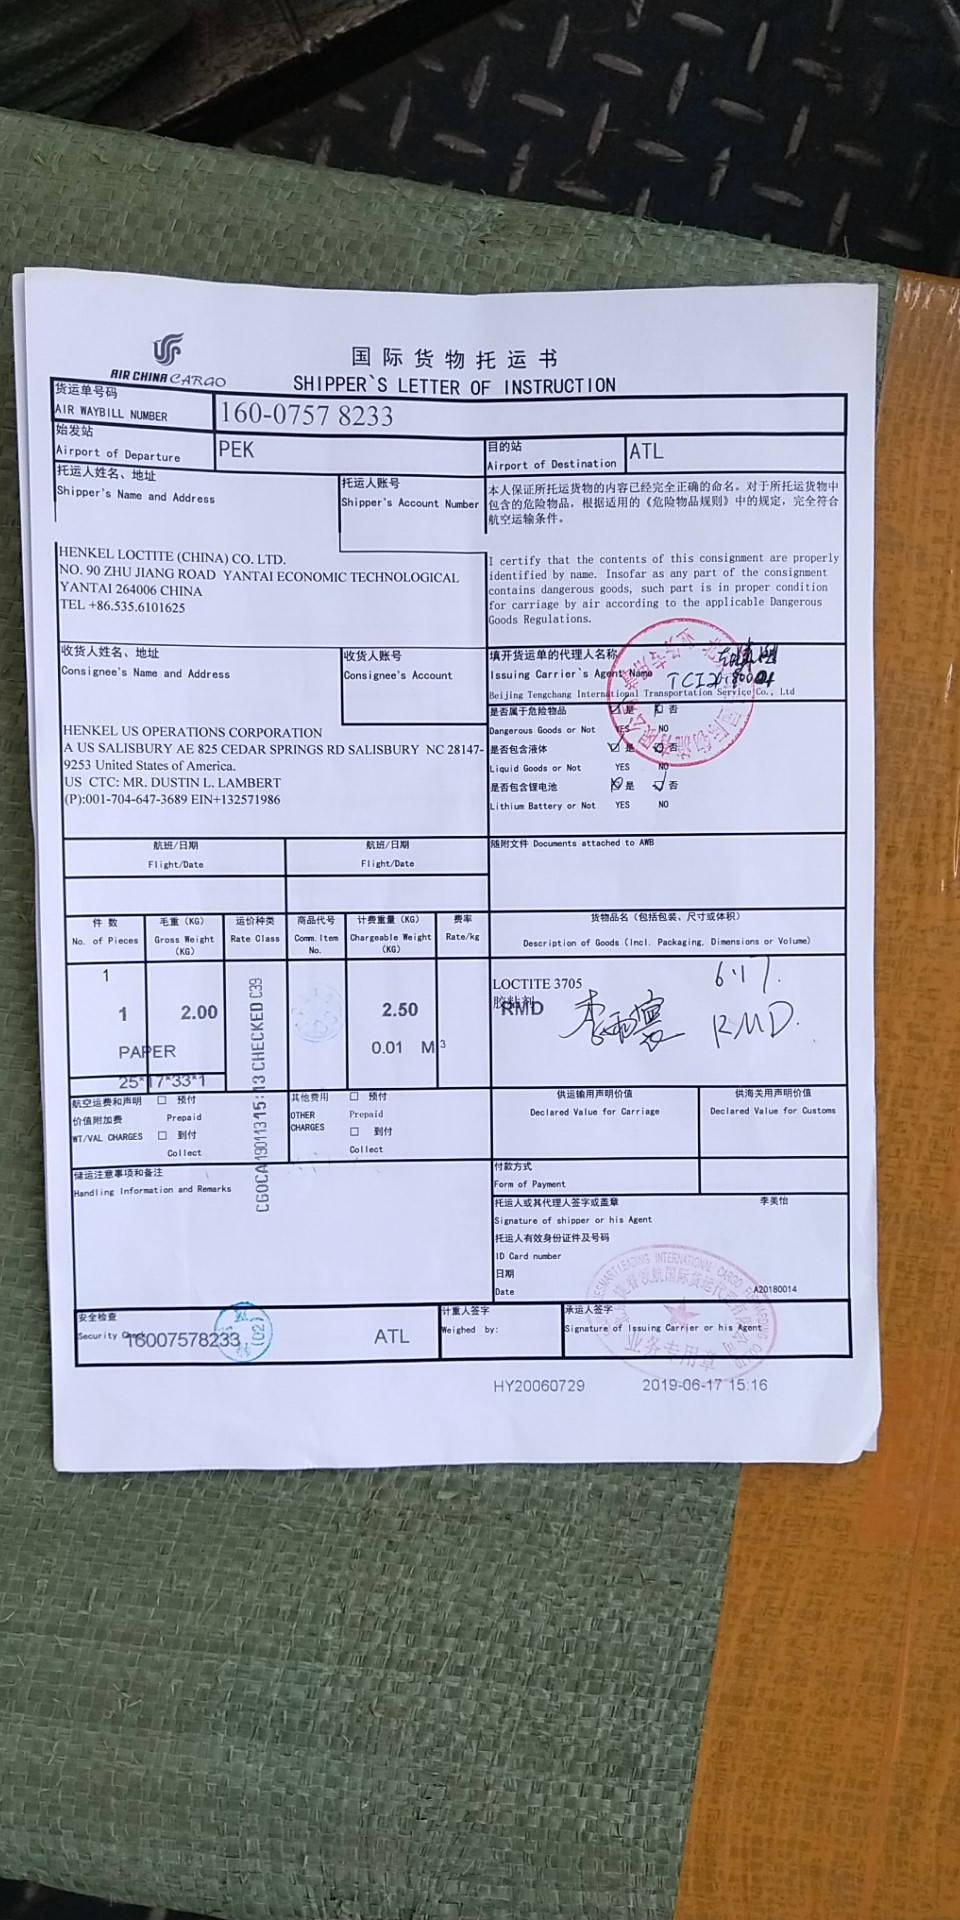 AIR CHINA CARGO
国际货物托运书
SHIPPER`S LETTER OF INSTRUCTION
货运单号码
AIR WAYBILL NUMBER
160-0757 8233
始发站
Airport of Departure
PEK
目的站
Airport of Destination
ATL
托运人姓名、地址
Shipper's Name and Address
托运人账号
Shipper's Account Number
HENKEL LOCTITE (CHINA) CO. LTD.
NO. 90 ZHU JIANG ROAD YANTAI ECONOMIC TECHNOLOGICAL
YANTAI 264006 CHINA
TEL +86.535.6101625
本人保证所托运货物的内容已经完全正确的命名。对于所托运货物中
包含的危险物品，根据适用的《危险物品规则》中的规定，完全符合
航空运输条件。
I certify that the contents of this consignment are properly
identified by name. Insofar as any part of the consignment
contains dangerous goods, such part is in proper condition
for carriage by air according to the applicable Dangerous
Goods Regulations.
收货人姓名、地址
Consignee's Name and Address
收货人账号
Consignee's Account
HENKEL US OPERATIONS CORPORATION
A US SALISBURY AE 825 CEDAR SPRINGS RD SALISBURY NC 28147-
9253 United States of America.
US CTC: MR. DUSTIN L. LAMBERT
(P):001-704-647-3689 EIN+132571986
填开货运单的代理人名称
Issuing Carrier's Agent Name
Beijing Tengchang International Transportation Service Co., Ltd
是否属于危险物品 是 否
Dangerous Goods or Not YES NO
是否包含液体 是 否
Liquid Goods or Not YES NO
是否包含锂电池 是 否
Lithium Battery or Not YES NO
航班/日期
Flight/Date
航班/日期
Flight/Date
随附文件 Documents attached to AWB
件 数
No. of Pieces
毛重（KG）
Gross Weight
(KG)
运价种类
Rate Class
商品代号
Comm. Item
No.
计费重量（KG）
Chargeable Weight
(KG)
费率
Rate/kg
货物品名（包括包装、尺寸或体积）
Description of Goods (Incl. Packaging, Dimensions or Volume)
1
1
2.00
2.50
PAPER
0.01 M3
25*17*33*1
LOCTITE 3705
胶粘剂
RMD
6.17.
RMD.
航空运费和声明
价值附加费
WT/VAL CHARGES
□ 预付
Prepaid
□ 到付
Collect
其他费用
OTHER
CHARGES
□ 预付
Prepaid
□ 到付
Collect
供运输用声明价值
Declared Value for Carriage
供海关用声明价值
Declared Value for Customs
储运注意事项和备注
Handling Information and Remarks
付款方式
Form of Payment
托运人或其代理人签字或盖章
李美怡
Signature of shipper or his Agent
托运人有效身份证件及号码
ID Card number
日期
Date
A20180014
安全检查
Security Check
16007578233
(02)
ATL
计重人签字
Weighed by:
承运人签字
Signature of Issuing Carrier or his Agent
业务专用章
HY20060729
2019-06-17 15:16